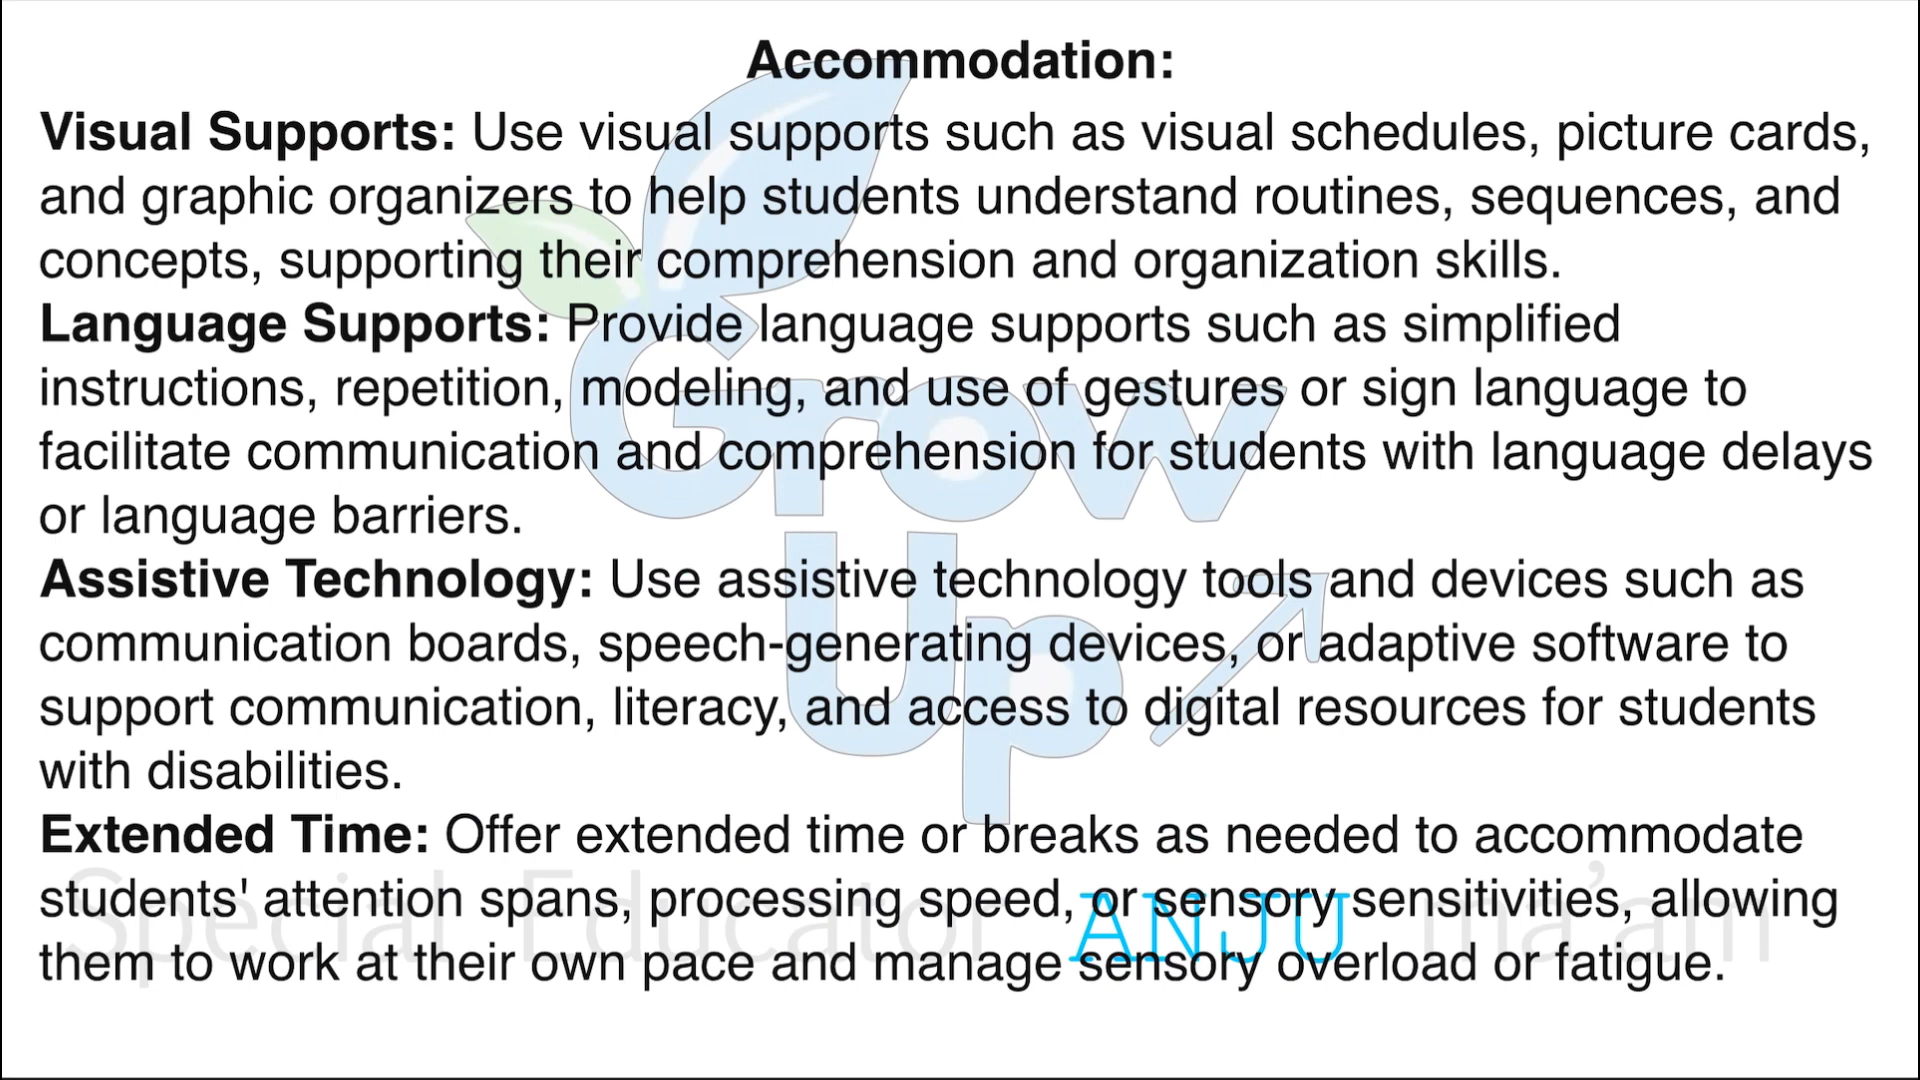 Accommodation:
Visual Supports: Use visual supports such as visual schedules, picture cards,
and graphic organizers to help students understand routines, sequences, and
concepts, supporting their comprehension and organization skills.
Language Supports: Provide language supports such as simplified
instructions, repetition, modeling, and use of gestures or sign language to
facilitate communication and comprehension for students with language delays
or language barriers.
Assistive Technology: Use assistive technology tools and devices such as
communication boards, speech-generating devices, or adaptive software to
support communication, literacy, and access to digital resources for students
with disabilities.
Extended Time: Offer extended time or breaks as needed to accommodate
students' attention spans, processing speed, or sensory sensitivities, allowing
them to work at their own pace and manage sensory overload or fatigue.
Grow
Up
Special Educator ANJU ma'am